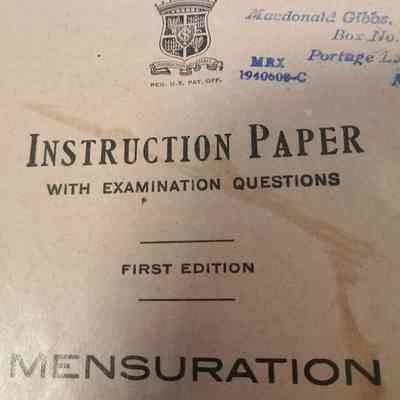 Macdonald Gibbs.
Box No.
MRX Portage L
1940608-C
REG. U.S. PAT. OFF.
INSTRUCTION PAPER
WITH EXAMINATION QUESTIONS
FIRST EDITION
MENSURATION